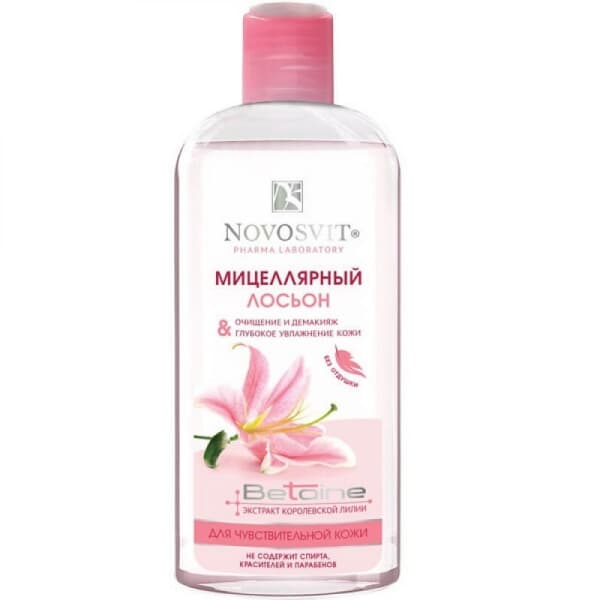 NOVOSVIT®
PHARMA LABORATORY
МИЦЕЛЛЯРНЫЙ
ЛОСЬОН
ОЧИЩЕНИЕ И ДЕМАКИЯЖ
& ГЛУБОКОЕ УВЛАЖНЕНИЕ КОЖИ
БЕЗ ОТДУШКИ
Betaine
ЭКСТРАКТ КОРОЛЕВСКОЙ ЛИЛИИ
ДЛЯ ЧУВСТВИТЕЛЬНОЙ КОЖИ
НЕ СОДЕРЖИТ СПИРТА,
КРАСИТЕЛЕЙ И ПАРАБЕНОВ